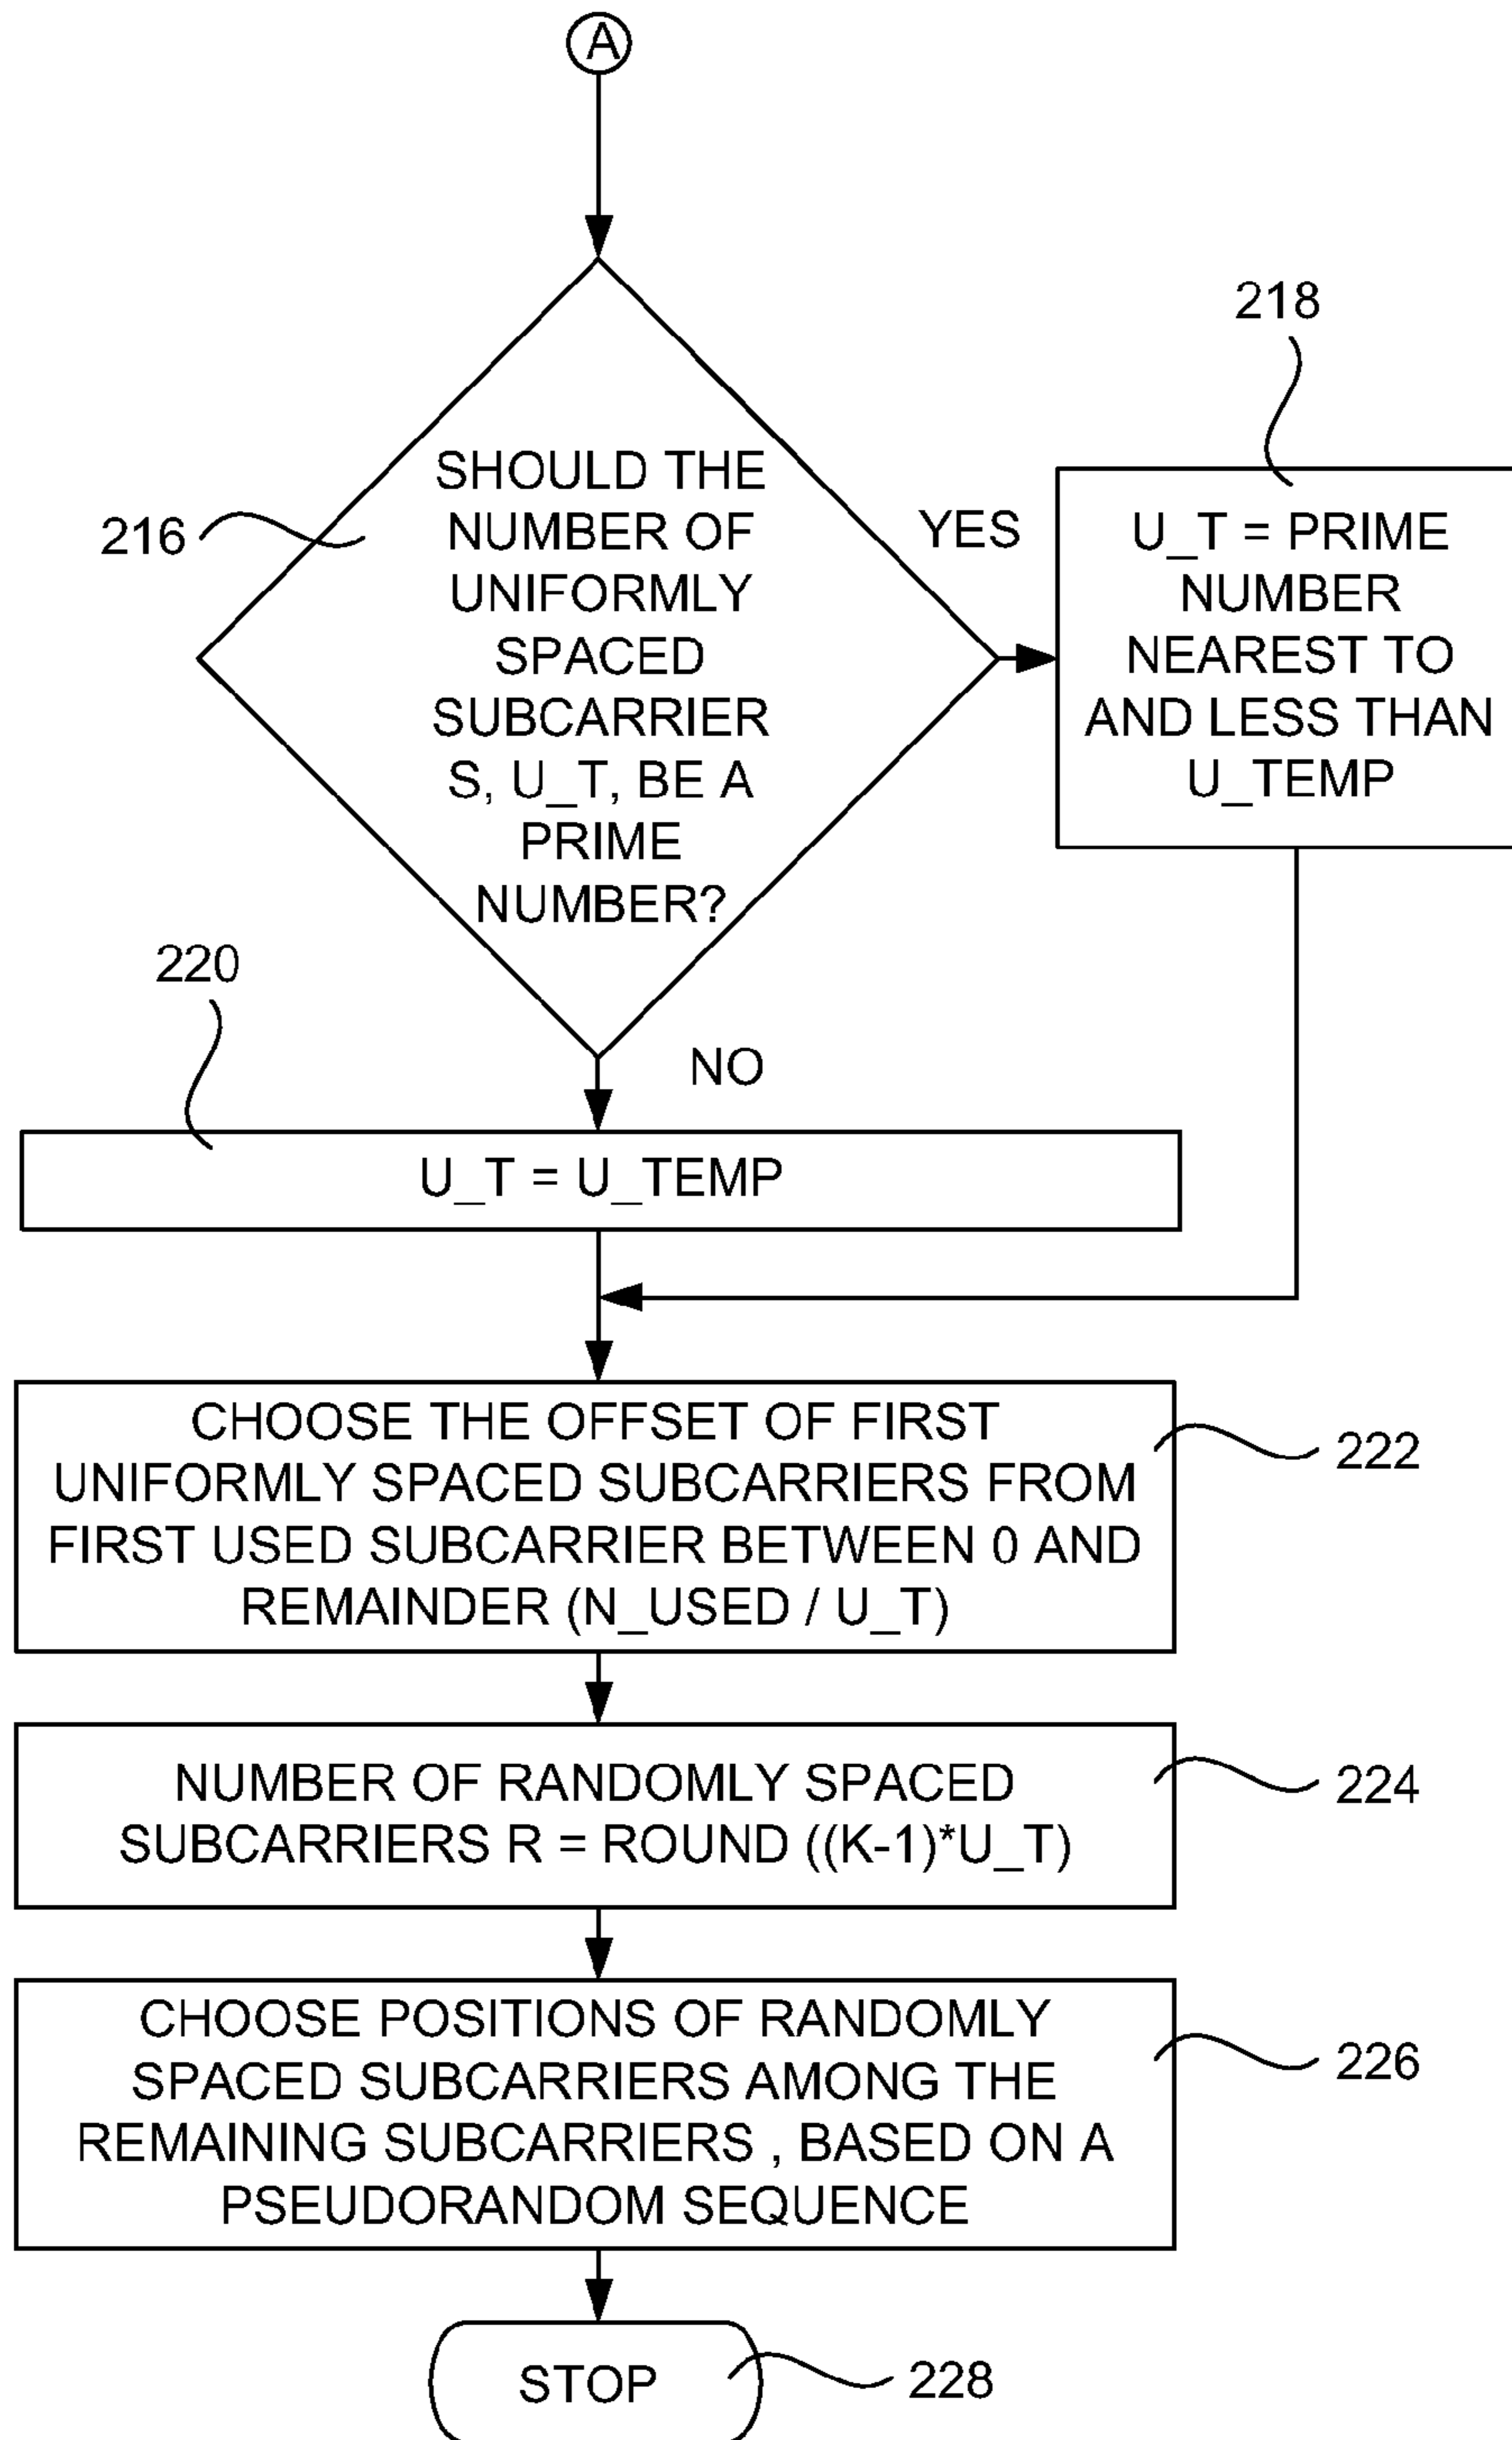 A
218
216
SHOULD THE
NUMBER OF
UNIFORMLY
SPACED
SUBCARRIER
S, U_T, BE A
PRIME
NUMBER?
YES
U_T = PRIME
NUMBER
NEAREST TO
AND LESS THAN
U_TEMP
220
NO
U_T = U_TEMP
CHOOSE THE OFFSET OF FIRST
UNIFORMLY SPACED SUBCARRIERS FROM
FIRST USED SUBCARRIER BETWEEN 0 AND
REMAINDER (N_USED / U_T)
222
NUMBER OF RANDOMLY SPACED
SUBCARRIERS R = ROUND ((K-1)*U_T)
224
CHOOSE POSITIONS OF RANDOMLY
SPACED SUBCARRIERS AMONG THE
REMAINING SUBCARRIERS , BASED ON A
PSEUDORANDOM SEQUENCE
226
STOP
228